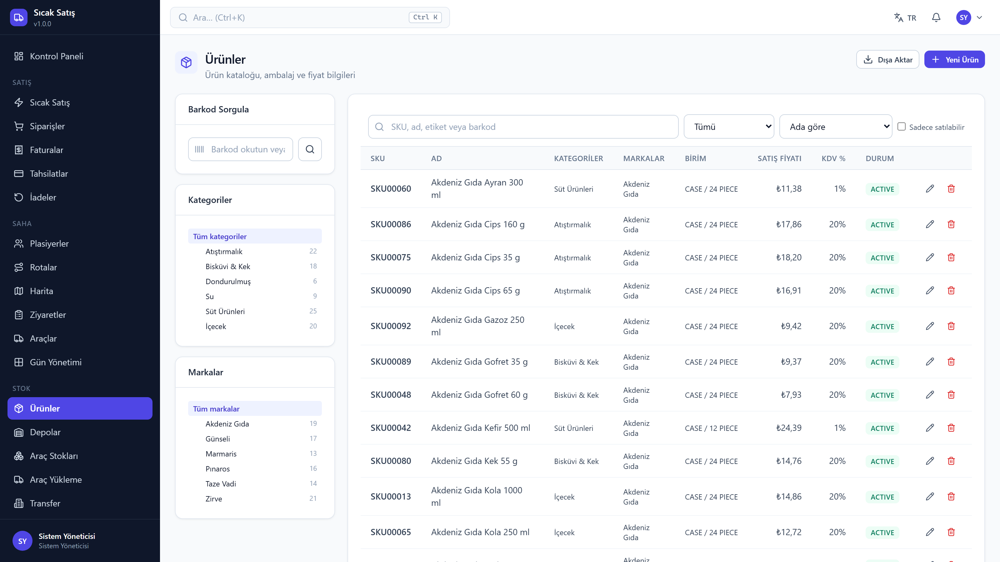 Sıcak Satış
v1.0.0
Kontrol Paneli
SATIŞ
Sıcak Satış
Siparişler
Faturalar
Tahsilatlar
İadeler
SAHA
Plasiyerler
Rotalar
Harita
Ziyaretler
Araçlar
Gün Yönetimi
STOK
Ürünler
Depolar
Araç Stokları
Araç Yükleme
Transfer
SY
Sistem Yöneticisi
Sistem Yöneticisi
Ara... (Ctrl+K)
Ctrl K
TR
SY
Ürünler
Ürün kataloğu, ambalaj ve fiyat bilgileri
Dışa Aktar
Yeni Ürün
Barkod Sorgula
Barkod okutun veya
Kategoriler
Tüm kategoriler
Atıştırmalık 22
Bisküvi & Kek 18
Dondurulmuş 6
Su 9
Süt Ürünleri 25
İçecek 20
Markalar
Tüm markalar
Akdeniz Gıda 19
Günseli 17
Marmaris 13
Pınaros 16
Taze Vadi 14
Zirve 21
SKU, ad, etiket veya barkod
Tümü
Ada göre
Sadece satılabilir
SKU AD KATEGORİLER MARKALAR BİRİM SATIŞ FİYATI KDV % DURUM
SKU00060 Akdeniz Gıda Ayran 300 ml Süt Ürünleri Akdeniz Gıda CASE / 24 PIECE ₺11,38 1% ACTIVE
SKU00086 Akdeniz Gıda Cips 160 g Atıştırmalık Akdeniz Gıda CASE / 24 PIECE ₺17,86 20% ACTIVE
SKU00075 Akdeniz Gıda Cips 35 g Atıştırmalık Akdeniz Gıda CASE / 24 PIECE ₺18,20 20% ACTIVE
SKU00090 Akdeniz Gıda Cips 65 g Atıştırmalık Akdeniz Gıda CASE / 24 PIECE ₺16,91 20% ACTIVE
SKU00092 Akdeniz Gıda Gazoz 250 ml İçecek Akdeniz Gıda CASE / 24 PIECE ₺9,42 20% ACTIVE
SKU00089 Akdeniz Gıda Gofret 35 g Bisküvi & Kek Akdeniz Gıda CASE / 24 PIECE ₺9,37 20% ACTIVE
SKU00048 Akdeniz Gıda Gofret 60 g Bisküvi & Kek Akdeniz Gıda CASE / 24 PIECE ₺7,93 20% ACTIVE
SKU00042 Akdeniz Gıda Kefir 500 ml Süt Ürünleri Akdeniz Gıda CASE / 12 PIECE ₺24,39 1% ACTIVE
SKU00080 Akdeniz Gıda Kek 55 g Bisküvi & Kek Akdeniz Gıda CASE / 24 PIECE ₺14,76 20% ACTIVE
SKU00013 Akdeniz Gıda Kola 1000 ml İçecek Akdeniz Gıda CASE / 24 PIECE ₺14,86 20% ACTIVE
SKU00065 Akdeniz Gıda Kola 250 ml İçecek Akdeniz Gıda CASE / 24 PIECE ₺12,72 20% ACTIVE
Akdeniz